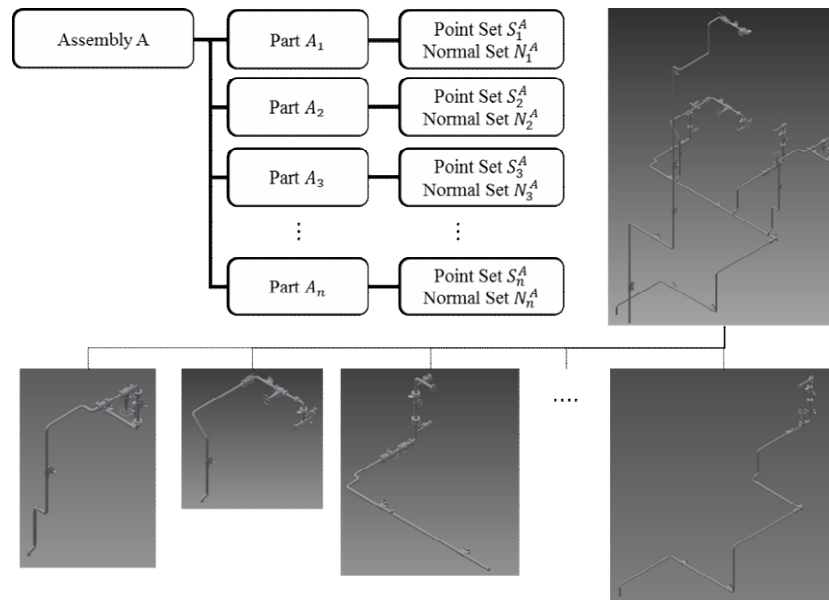 Assembly A
Part A₁
Point Set S₁ᴬ
Normal Set N₁ᴬ
Part A₂
Point Set S₂ᴬ
Normal Set N₂ᴬ
Part A₃
Point Set S₃ᴬ
Normal Set N₃ᴬ
⋮ ⋮
Part Aₙ
Point Set Sₙᴬ
Normal Set Nₙᴬ
....